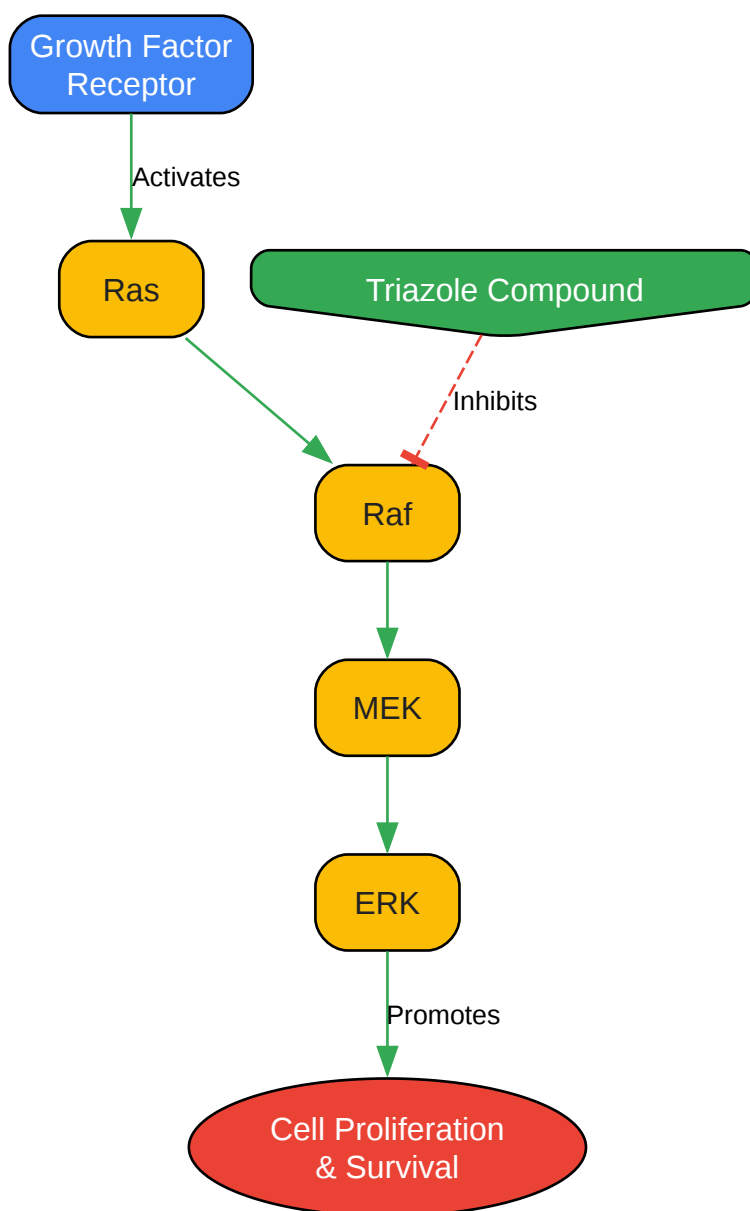 Growth Factor
Receptor
Activates
Ras
Triazole Compound
Inhibits
Raf
MEK
ERK
Promotes
Cell Proliferation
& Survival